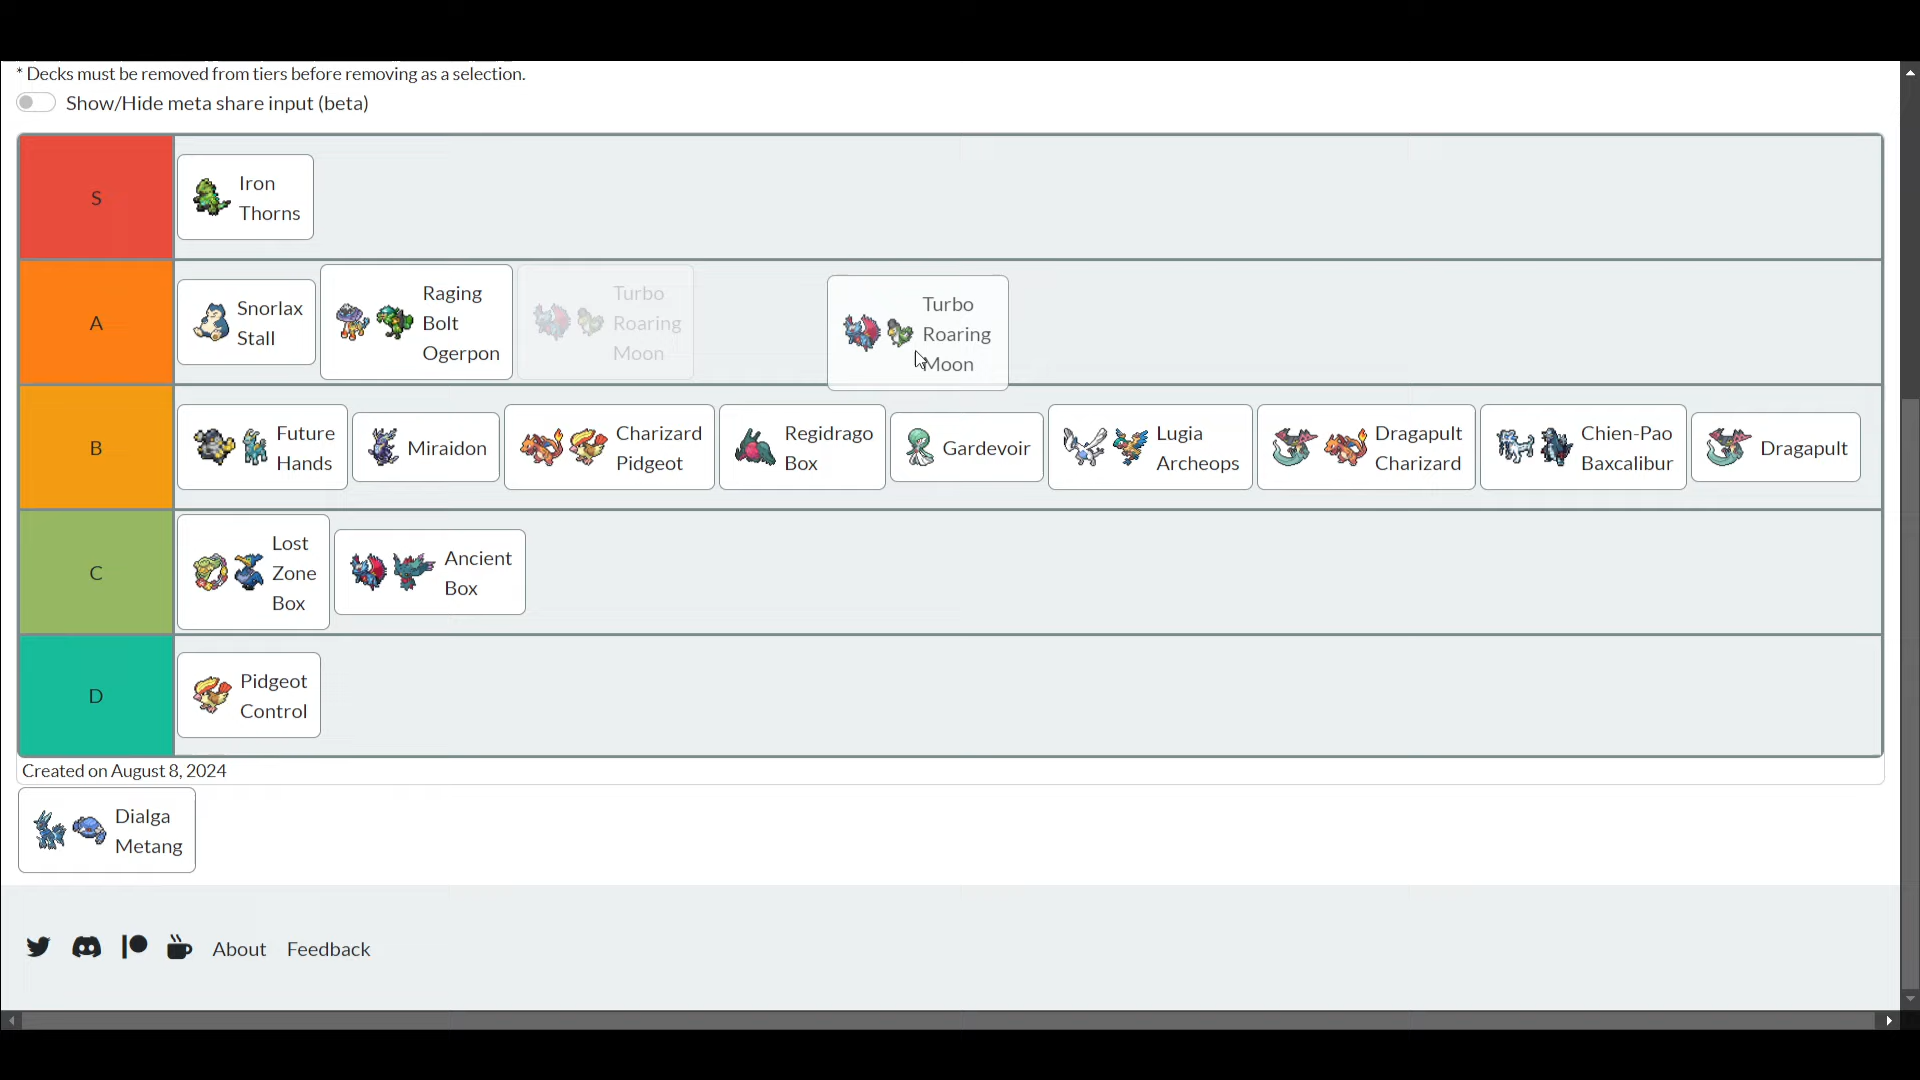 * Decks must be removed from tiers before removing as a selection.
Show/Hide meta share input (beta)
S
Iron
Thorns
A
Snorlax
Stall
Raging
Bolt
Ogerpon
Turbo
Roaring
Moon
Turbo
Roaring
Moon
B
Future
Hands
Miraidon
Charizard
Pidgeot
Regidrago
Box
Gardevoir
Lugia
Archeops
Dragapult
Charizard
Chien-Pao
Baxcalibur
Dragapult
C
Lost
Zone
Box
Ancient
Box
D
Pidgeot
Control
Created on August 8, 2024
Dialga
Metang
About
Feedback